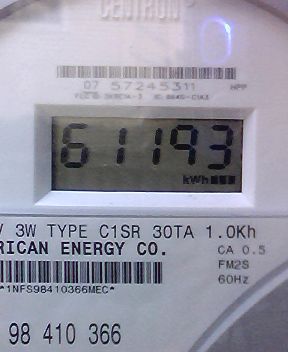 CENTRON
07 57245311 HPP
61193
kWh
V 3W TYPE C1SR 30TA 1.0Kh
RICAN ENERGY CO.
CA 0.5
FM2S
60Hz
*1NFS98410366MEC*
98 410 366